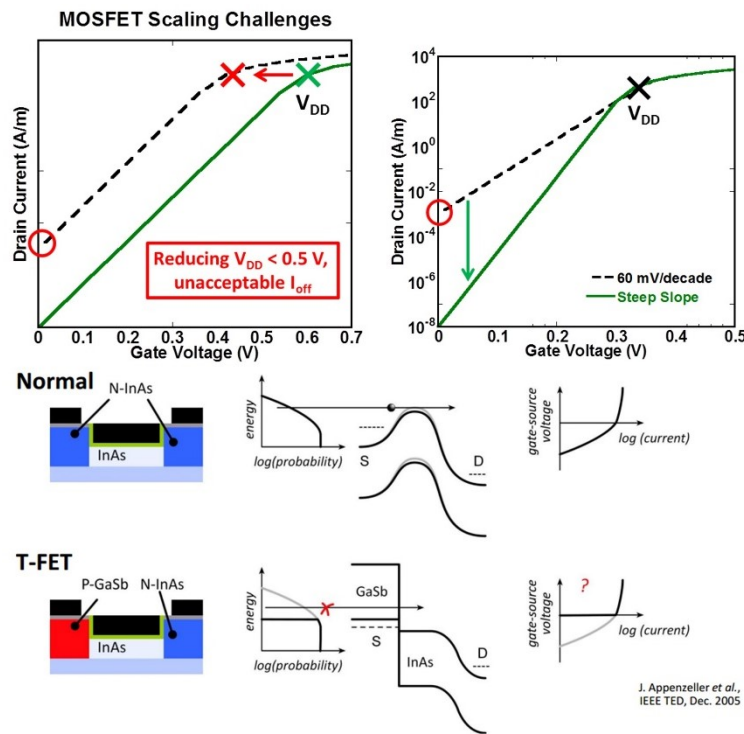 MOSFET Scaling Challenges
Drain Current (A/m)
V_DD
Reducing V_DD < 0.5 V,
unacceptable I_off
0 0.1 0.2 0.3 0.4 0.5 0.6 0.7
Gate Voltage (V)
10^4
10^2
10^0
10^-2
10^-4
10^-6
10^-8
Drain Current (A/m)
V_DD
60 mV/decade
Steep Slope
0 0.1 0.2 0.3 0.4 0.5
Gate Voltage (V)
Normal
N-InAs
InAs
energy
log(probability)
S
D
gate-source
voltage
log (current)
T-FET
P-GaSb
N-InAs
InAs
energy
log(probability)
GaSb
S
InAs
D
gate-source
voltage
?
log (current)
J. Appenzeller et al.,
IEEE TED, Dec. 2005